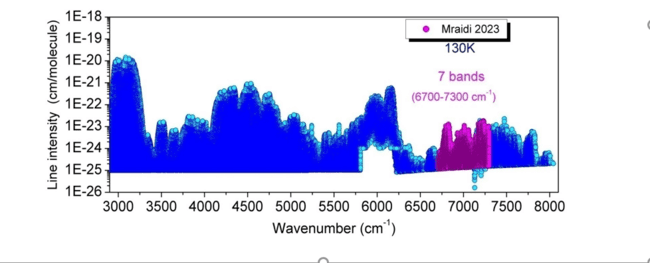 1E-18
1E-19
1E-20
1E-21
1E-22
1E-23
1E-24
1E-25
1E-26
Line intensity (cm/molecule)
Mraidi 2023
130K
7 bands
(6700-7300 cm⁻¹)
3000 3500 4000 4500 5000 5500 6000 6500 7000 7500 8000
Wavenumber (cm⁻¹)